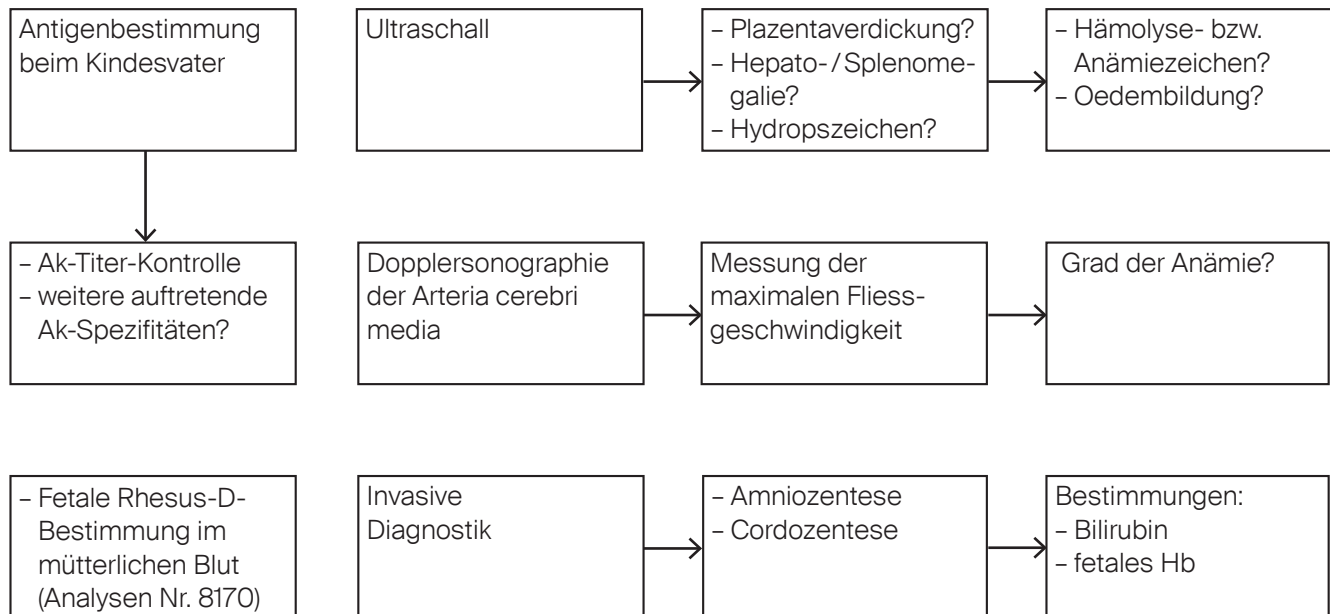 Antigenbestimmung
beim Kindesvater
Ultraschall
– Plazentaverdickung?
– Hepato-/Splenome-
galie?
– Hydropszeichen?
– Hämolyse- bzw.
Anämiezeichen?
– Oedembildung?
– Ak-Titer-Kontrolle
– weitere auftretende
Ak-Spezifitäten?
Dopplersonographie
der Arteria cerebri
media
Messung der
maximalen Fliess-
geschwindigkeit
Grad der Anämie?
– Fetale Rhesus-D-
Bestimmung im
mütterlichen Blut
(Analysen Nr. 8170)
Invasive
Diagnostik
– Amniozentese
– Cordozentese
Bestimmungen:
– Bilirubin
– fetales Hb